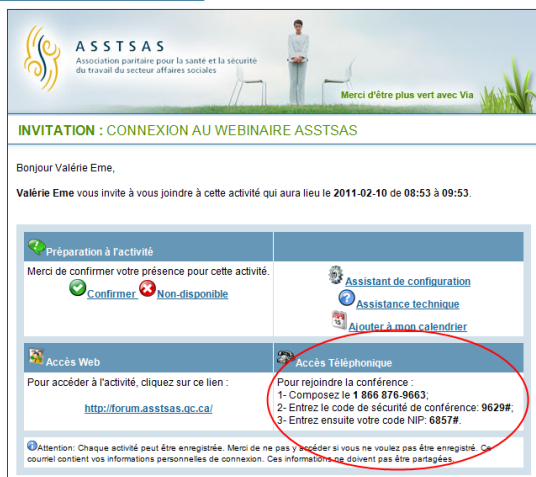 ASSTSAS
Association paritaire pour la santé et la sécurité
du travail du secteur affaires sociales
Merci d'être plus vert avec Via
INVITATION : CONNEXION AU WEBINAIRE ASSTSAS
Bonjour Valérie Eme,
Valérie Eme vous invite à vous joindre à cette activité qui aura lieu le 2011-02-10 de 08:53 à 09:53.
Préparation à l'activité
Merci de confirmer votre présence pour cette activité.
Confirmer Non-disponible
Assistant de configuration
Assistance technique
Ajouter à mon calendrier
Accès Web
Pour accéder à l'activité, cliquez sur ce lien :
http://forum.asstsas.qc.ca/
Accès Téléphonique
Pour rejoindre la conférence :
1- Composez le 1 866 876-9663;
2- Entrez le code de sécurité de conférence: 9629#;
3- Entrez ensuite votre code NIP: 6857#.
Attention: Chaque activité peut être enregistrée. Merci de ne pas y accéder si vous ne voulez pas être enregistré. Ce
courriel contient vos informations personnelles de connexion. Ces informations ne doivent pas être partagées.